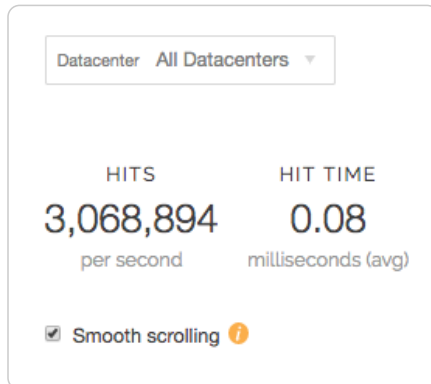 Datacenter All Datacenters
HITS HIT TIME
3,068,894 0.08
per second milliseconds (avg)
Smooth scrolling i